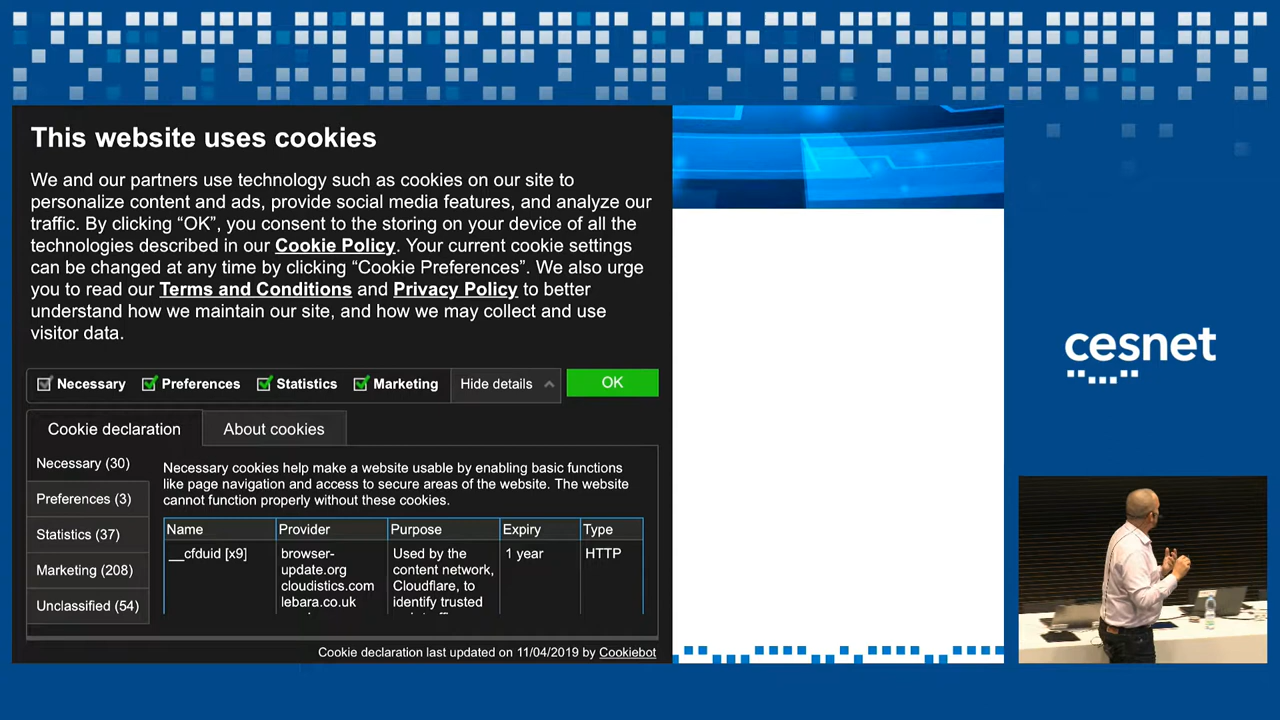 This website uses cookies
We and our partners use technology such as cookies on our site to
personalize content and ads, provide social media features, and analyze our
traffic. By clicking “OK”, you consent to the storing on your device of all the
technologies described in our Cookie Policy. Your current cookie settings
can be changed at any time by clicking “Cookie Preferences”. We also urge
you to read our Terms and Conditions and Privacy Policy to better
understand how we maintain our site, and how we may collect and use
visitor data.
Necessary Preferences Statistics Marketing Hide details OK
Cookie declaration About cookies
Necessary (30)
Preferences (3)
Statistics (37)
Marketing (208)
Unclassified (54)
Necessary cookies help make a website usable by enabling basic functions
like page navigation and access to secure areas of the website. The website
cannot function properly without these cookies.
Name Provider Purpose Expiry Type
__cfduid [x9] browser- Used by the 1 year HTTP
update.org content network,
cloudistics.com Cloudflare, to
lebara.co.uk identify trusted
Cookie declaration last updated on 11/04/2019 by Cookiebot
cesnet